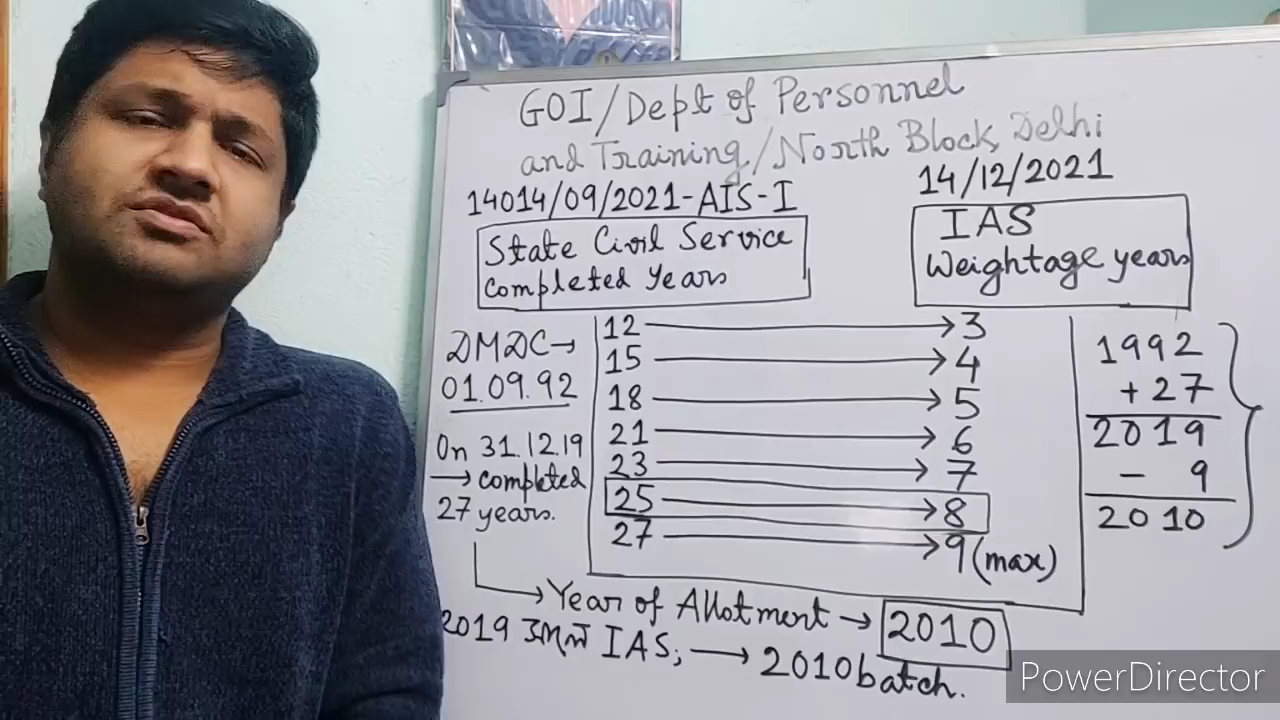 GOI/Dept of Personnel
and Training/North Block, Delhi
14014/09/2021-AIS-I
14/12/2021
State Civil Service
completed Years
IAS
Weightage years
DMDC→
01.09.92
On 31.12.19
→ completed
27 years.
12 → 3
15 → 4
18 → 5
21 → 6
23 → 7
25 → 8
27 → 9 (max)
1992
+27
2019
- 9
2010
→ Year of Allotment → 2010
2019 IAS; → 2010 batch.
PowerDirector